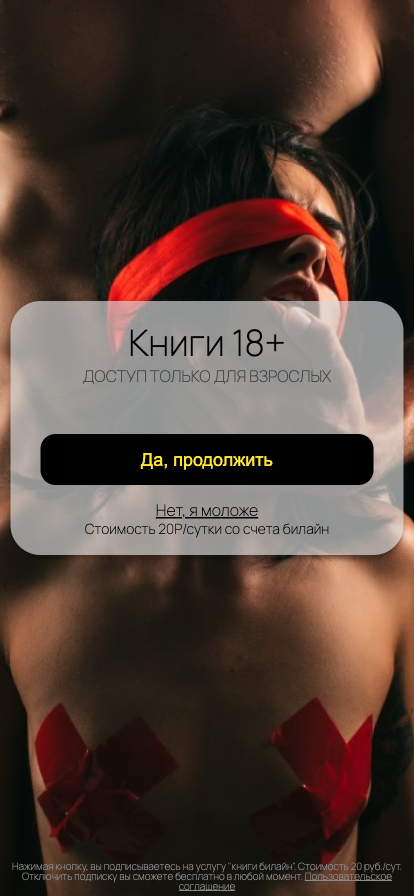 Книги 18+
ДОСТУП ТОЛЬКО ДЛЯ ВЗРОСЛЫХ
Да, продолжить
Нет, я моложе
Стоимость 20Р/сутки со счета билайн
Нажимая кнопку, вы подписываетесь на услугу "книги билайн". Стоимость 20 руб./сут.
Отключить подписку вы сможете бесплатно в любой момент. Пользовательское
соглашение